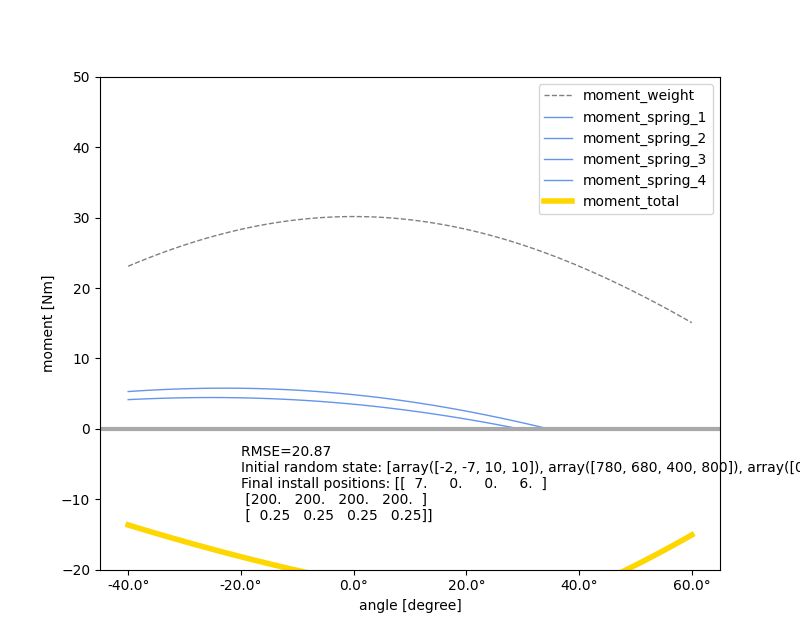 50
40
30
20
10
0
−10
−20
moment [Nm]
moment_weight
moment_spring_1
moment_spring_2
moment_spring_3
moment_spring_4
moment_total
RMSE=20.87
Initial random state: [array([-2, -7, 10, 10]), array([780, 680, 400, 800]), array([0
Final install positions: [[ 7. 0. 0. 6. ]
[200. 200. 200. 200. ]
[ 0.25 0.25 0.25 0.25]]
-40.0° -20.0° 0.0° 20.0° 40.0° 60.0°
angle [degree]